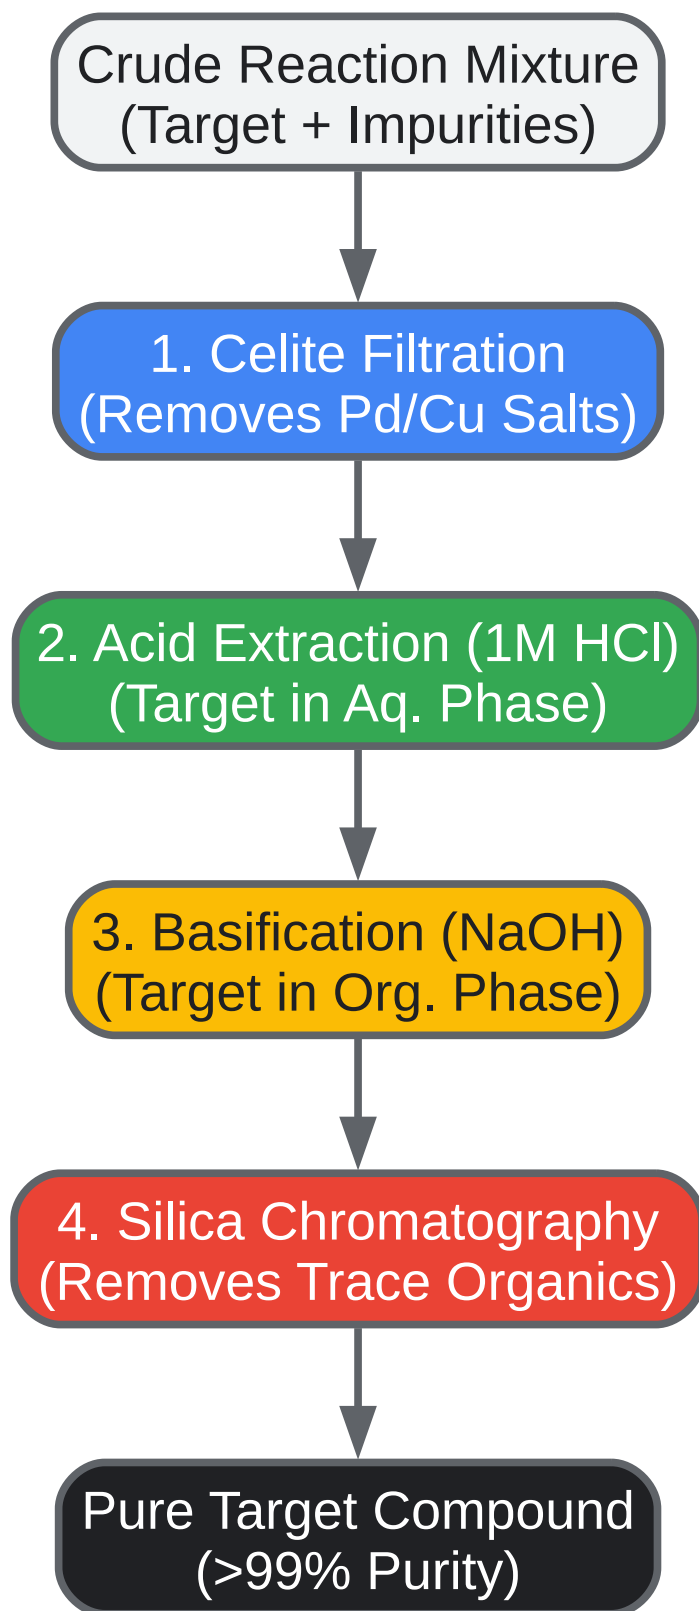 Crude Reaction Mixture
(Target + Impurities)
1. Celite Filtration
(Removes Pd/Cu Salts)
2. Acid Extraction (1M HCl)
(Target in Aq. Phase)
3. Basification (NaOH)
(Target in Org. Phase)
4. Silica Chromatography
(Removes Trace Organics)
Pure Target Compound
(>99% Purity)